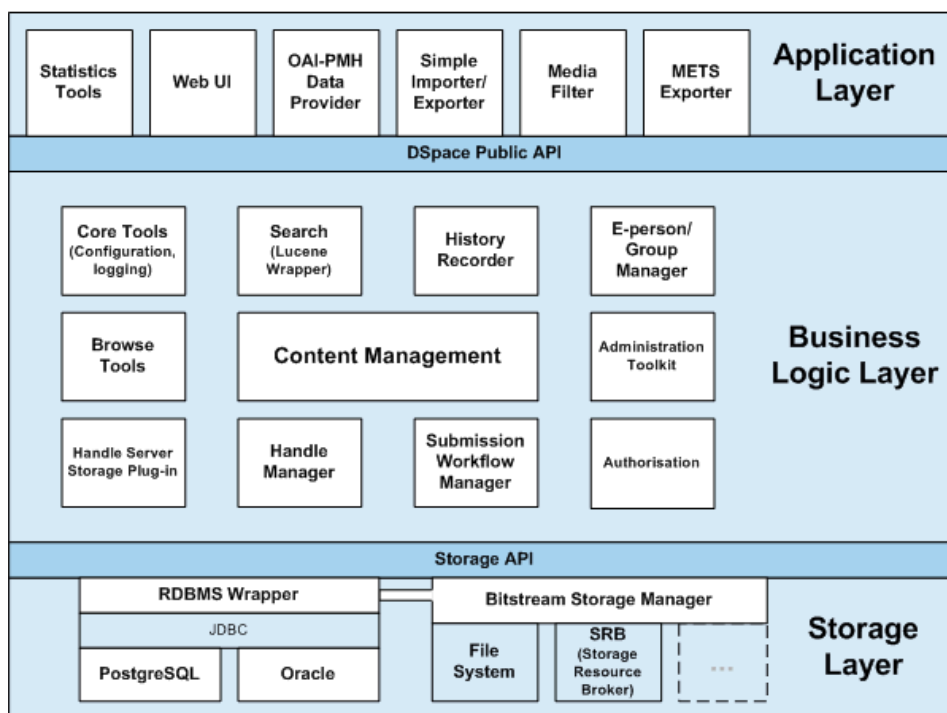 Statistics
Tools
Web UI
OAI-PMH
Data
Provider
Simple
Importer/
Exporter
Media
Filter
METS
Exporter
Application
Layer
DSpace Public API
Core Tools
(Configuration,
logging)
Search
(Lucene
Wrapper)
History
Recorder
E-person/
Group
Manager
Browse
Tools
Content Management
Administration
Toolkit
Business
Logic Layer
Handle Server
Storage Plug-in
Handle
Manager
Submission
Workflow
Manager
Authorisation
Storage API
RDBMS Wrapper
JDBC
PostgreSQL
Oracle
Bitstream Storage Manager
File
System
SRB
(Storage
Resource
Broker)
...
Storage
Layer